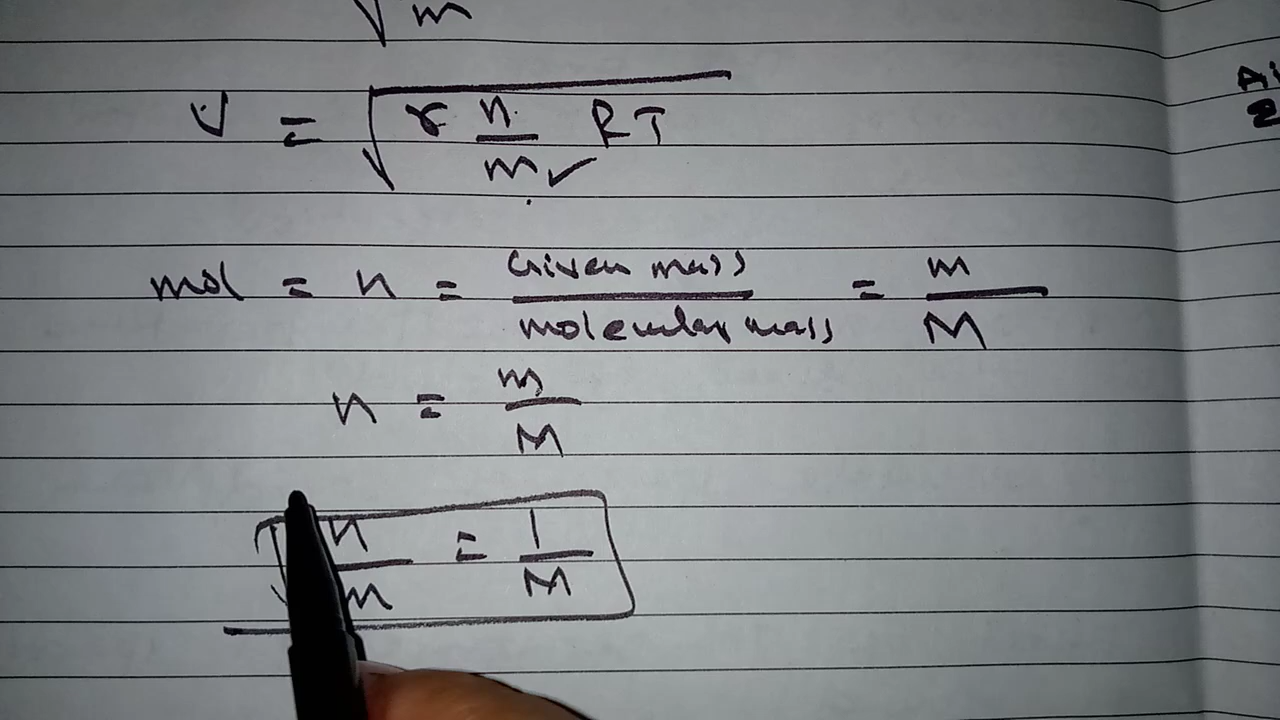 √m
v = √(γ n/m RT) ✓
mol = n = Given mass / molecular mass = m / M
n = m / M
n / m = 1 / M